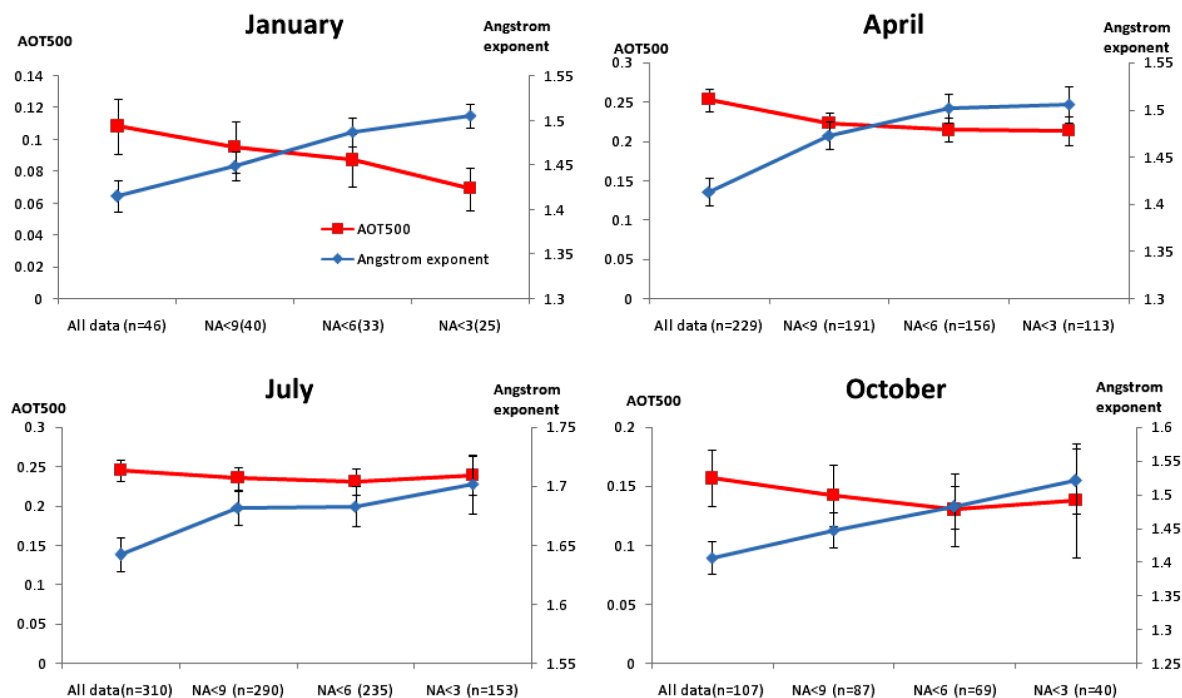 January
AOT500
Angstrom
exponent
0.14
0.12
0.1
0.08
0.06
0.04
0.02
0
1.55
1.5
1.45
1.4
1.35
1.3
AOT500
Angstrom exponent
All data (n=46) NA<9(40) NA<6(33) NA<3(25)
April
AOT500
Angstrom
exponent
0.3
0.25
0.2
0.15
0.1
0.05
0
1.55
1.5
1.45
1.4
1.35
1.3
All data (n=229) NA<9 (n=191) NA<6 (n=156) NA<3 (n=113)
July
AOT500
Angstrom
exponent
0.3
0.25
0.2
0.15
0.1
0.05
0
1.75
1.7
1.65
1.6
1.55
All data(n=310) NA<9 (n=290) NA<6 (235) NA<3 (n=153)
October
AOT500
Angstrom
exponent
0.2
0.15
0.1
0.05
0
1.6
1.55
1.5
1.45
1.4
1.35
1.3
1.25
All data(n=107) NA<9 (n=87) NA<6 (n=69) NA<3 (n=40)